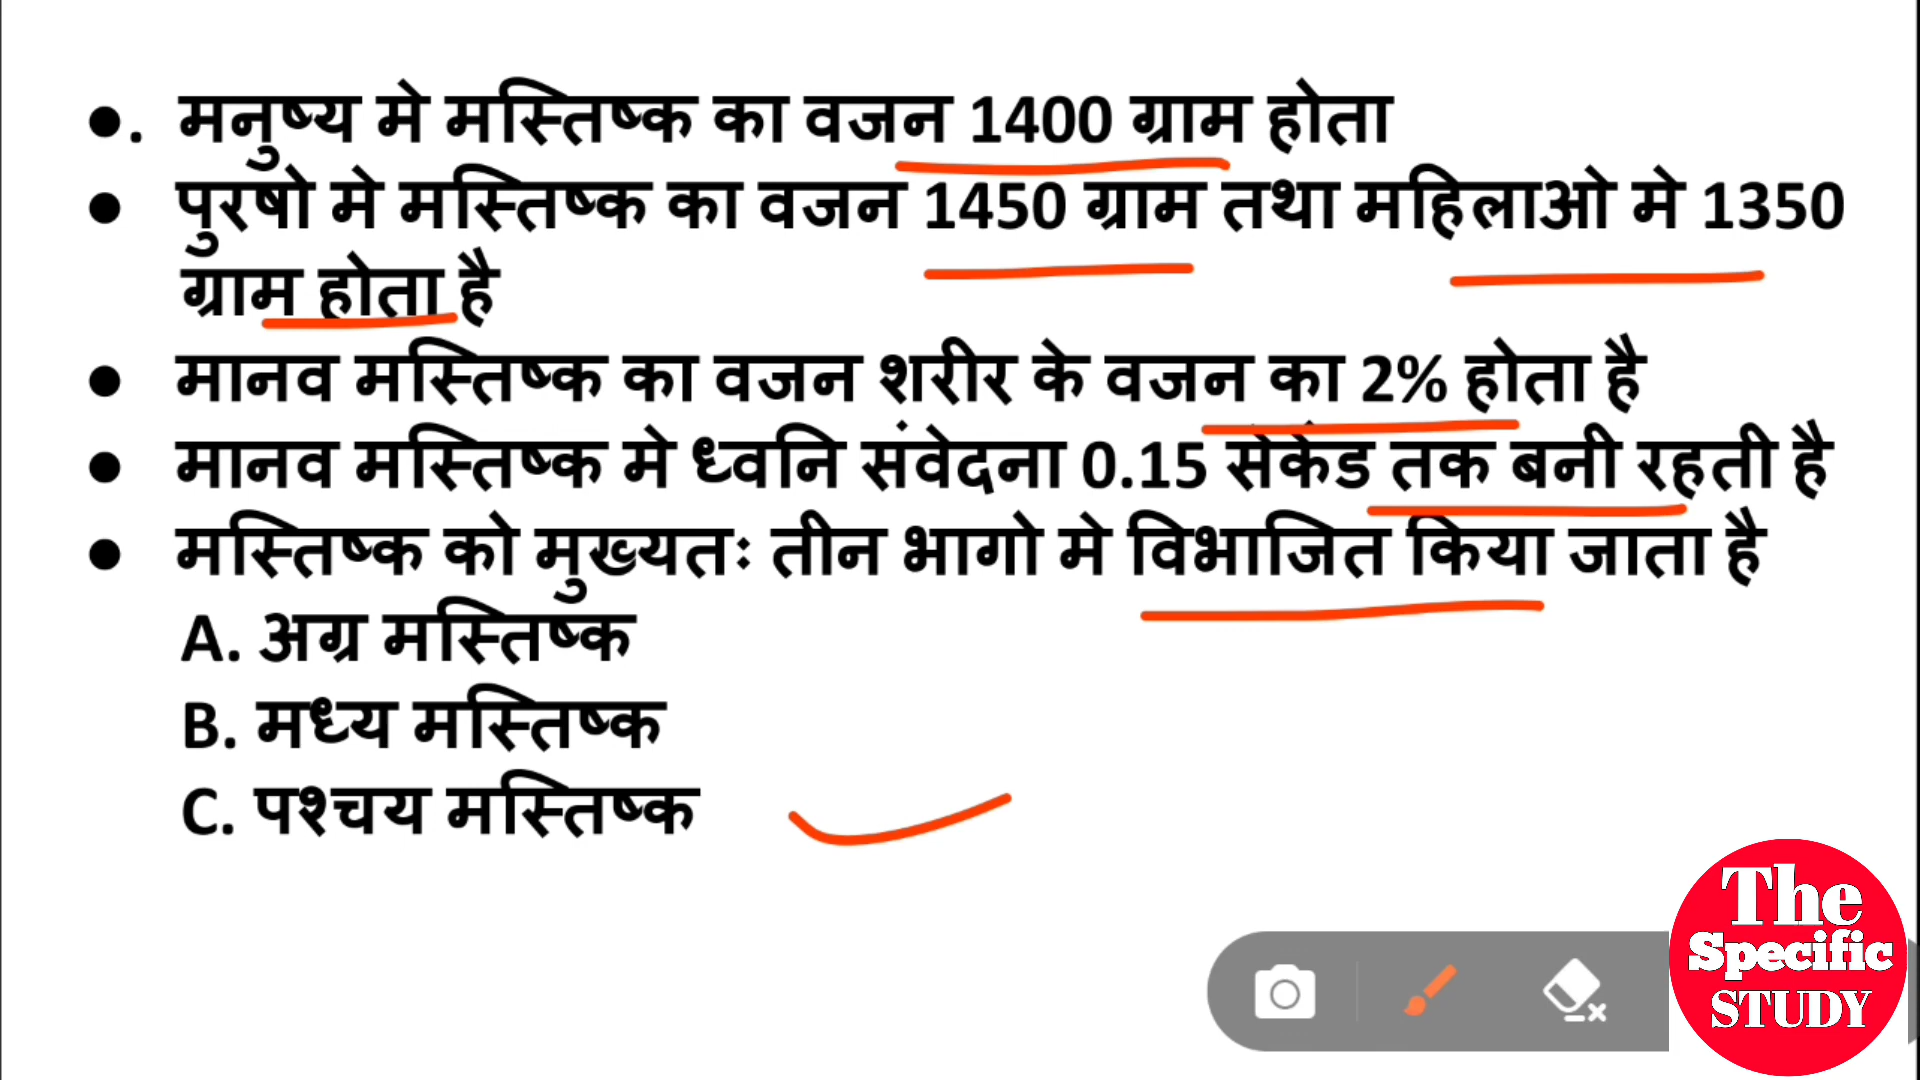 ●. मनुष्य मे मस्तिष्क का वजन 1400 ग्राम होता
● पुरषो मे मस्तिष्क का वजन 1450 ग्राम तथा महिलाओ मे 1350
ग्राम होता है
● मानव मस्तिष्क का वजन शरीर के वजन का 2% होता है
● मानव मस्तिष्क मे ध्वनि संवेदना 0.15 सेकेंड तक बनी रहती है
● मस्तिष्क को मुख्यतः तीन भागो मे विभाजित किया जाता है
A. अग्र मस्तिष्क
B. मध्य मस्तिष्क
C. पश्चय मस्तिष्क
The
Specific
STUDY